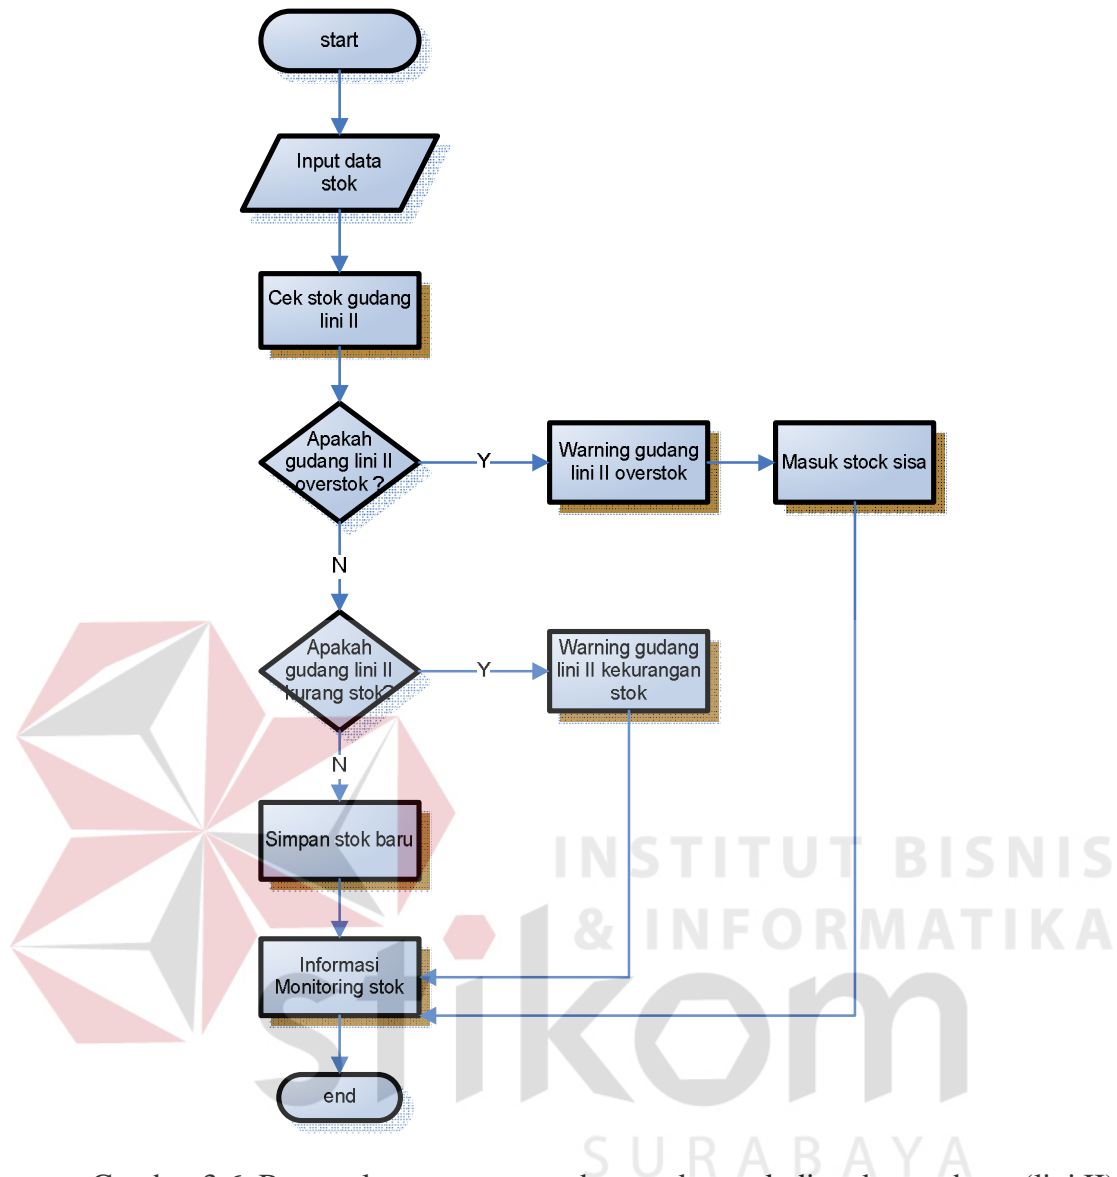 start
Input data
stok
Cek stok gudang
lini II
Apakah
gudang lini II
overstok ?
Y
Warning gudang
lini II overstok
Masuk stock sisa
N
Apakah
gudang lini II
kurang stok?
Y
Warning gudang
lini II kekurangan
stok
N
Simpan stok baru
Informasi
Monitoring stok
end
INSTITUT BISNIS
& INFORMATIKA
stikom
SURABAYA
(lini II)